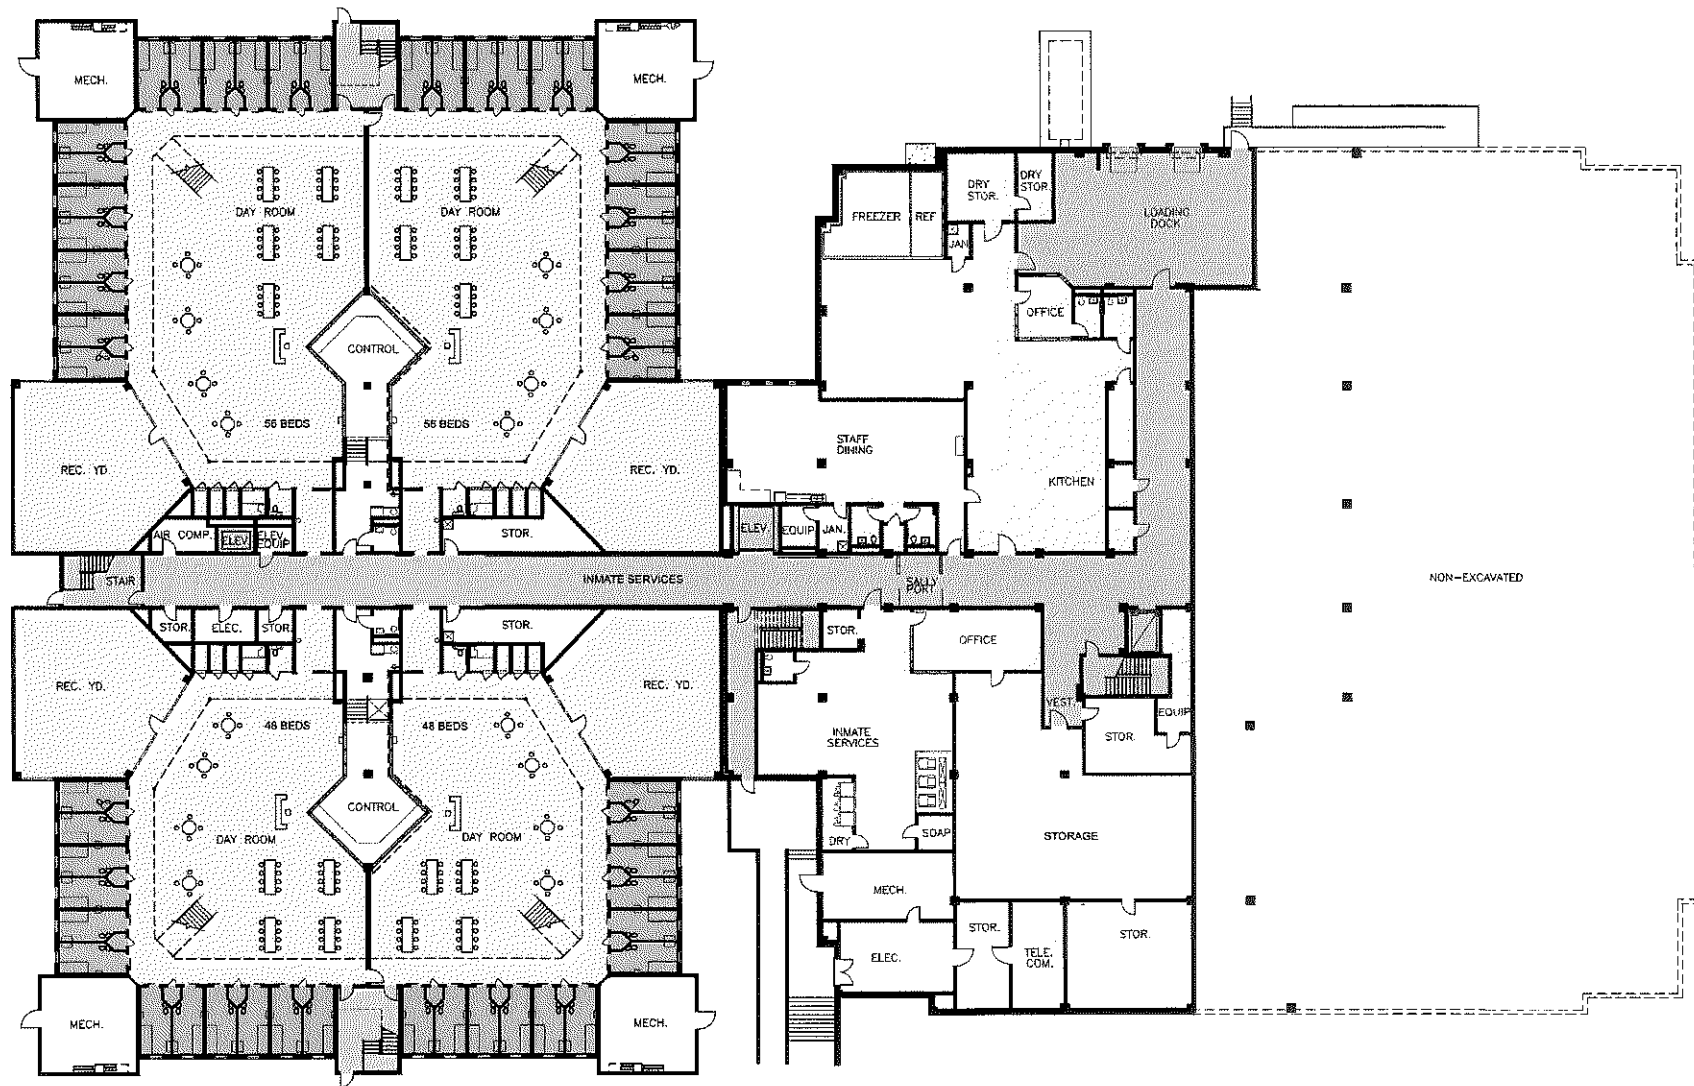 MECH.
MECH.
DAY ROOM
DAY ROOM
CONTROL
56 BEDS
56 BEDS
REC. YD.
REC. YD.
AIR COMP.
ELEV.
ELEV.
EQUIP
STOR.
STAIR
INMATE SERVICES
SALLY
PORT
DRY
STOR.
DRY
STOR.
FREEZER
REF
JAN
LOADING
DOCK
OFFICE
STAFF
DINING
KITCHEN
ELEV.
EQUIP
JAN.
NON-EXCAVATED
STOR.
ELEC.
STOR.
STOR.
STOR.
OFFICE
REC. YD.
REC. YD.
48 BEDS
48 BEDS
CONTROL
DAY ROOM
DAY ROOM
MECH.
MECH.
INMATE
SERVICES
VEST.
STOR.
EQUIP
DRY
SOAP
STORAGE
MECH.
ELEC.
STOR.
TELE.
COM.
STOR.